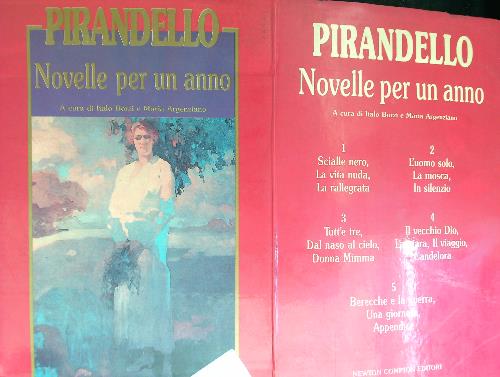 PIRANDELLO
Novelle per un anno
A cura di Italo Borzi e Maria Argenziano
PIRANDELLO
Novelle per un anno
A cura di Italo Borzi e Maria Argenziano
1
Scialle nero,
La vita nuda,
La rallegrata
2
L'uomo solo,
La mosca,
In silenzio
3
Tutt'e tre,
Dal naso al cielo,
Donna Mimma
4
Il vecchio Dio,
Il viaggio,
Candelora
5
Berecche e la guerra,
Una giornata,
Appendice
NEWTON COMPTON EDITORI